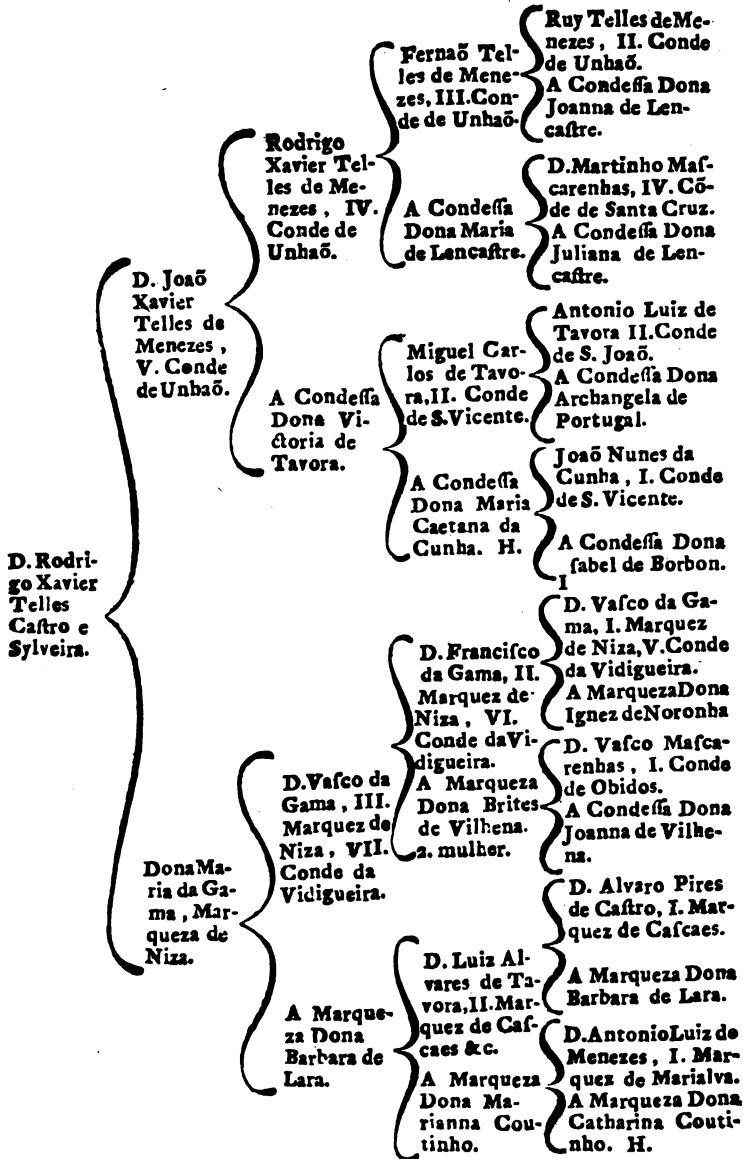 D. Rodri-
go Xavier
Telles
Caſtro e
Sylveira.
D. Joaõ
Xavier
Telles de
Menezes ,
V. Conde
de Unhaõ.
Rodrigo
Xavier Tel-
les de Me-
nezes , IV.
Conde de
Unhaõ.
Fernaõ Tel-
les de Mene-
zes, III. Con-
de de Unhaõ.
Ruy Telles de Me-
nezes , II. Conde
de Unhaõ.
A Condeſſa Dona
Joanna de Len-
caſtre.
A Condeſſa
Dona Maria
de Lencaſtre.
D. Martinho Maſ-
carenhas, IV. Cõ-
de de Santa Cruz.
A Condeſſa Dona
Juliana de Len-
caſtre.
A Condeſſa
Dona Vi-
ctoria de
Tavora.
Miguel Car-
los de Tavo-
ra, II. Conde
de S. Vicente.
Antonio Luiz de
Tavora II. Conde
de S. Joaõ.
A Condeſſa Dona
Archangela de
Portugal.
A Condeſſa
Dona Maria
Caetana da
Cunha. H.
Joaõ Nunes da
Cunha , I. Conde
de S. Vicente.
A Condeſſa Dona
ſabel de Borbon.
I
Dona Ma-
ria da Ga-
ma , Mar-
queza de
Niza.
D. Vaſco da
Gama , III.
Marquez de
Niza , VII.
Conde da
Vidigueira.
D. Franciſco
da Gama, II.
Marquez de
Niza , VI.
Conde da Vi-
digueira.
A Marqueza
Dona Brites
de Vilhena.
2. mulher.
D. Vaſco da Ga-
ma, I. Marquez
de Niza, V. Conde
da Vidigueira.
A Marqueza Dona
Ignez de Noronha
D. Vaſco Maſca-
renhas , I. Conde
de Obidos.
A Condeſſa Dona
Joanna de Vilhe-
na.
A Marque-
za Dona
Barbara de
Lara.
D. Luiz Al-
vares de Ta-
vora, II. Mar-
quez de Caſ-
caes &c.
A Marqueza
Dona Ma-
rianna Cou-
tinho.
D. Alvaro Pires
de Caſtro, I. Mar-
quez de Caſcaes.
A Marqueza Dona
Barbara de Lara.
D. Antonio Luiz de
Menezes , I. Mar-
quez de Marialva.
A Marqueza Dona
Catharina Couti-
nho. H.